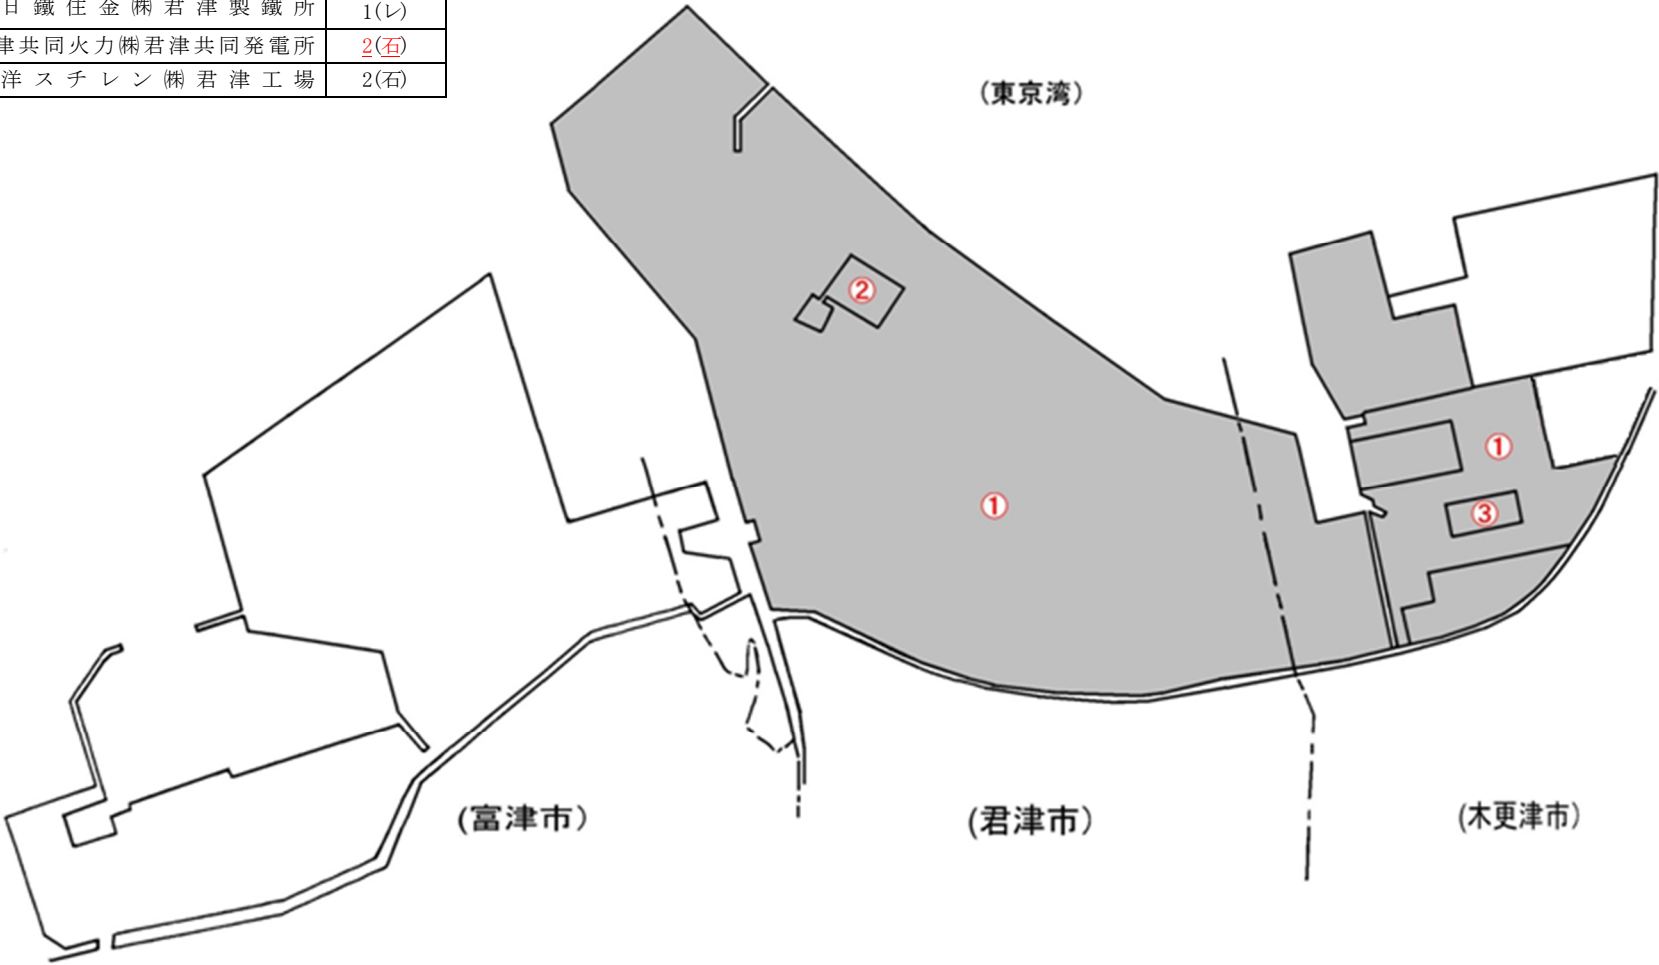 日鐵住金㈱君津製鐵所 1(レ)
津共同火力㈱君津共同発電所 2(石)
洋スチレン㈱君津工場 2(石)
(東京湾)
②
①
①
③
(富津市)
(君津市)
(木更津市)